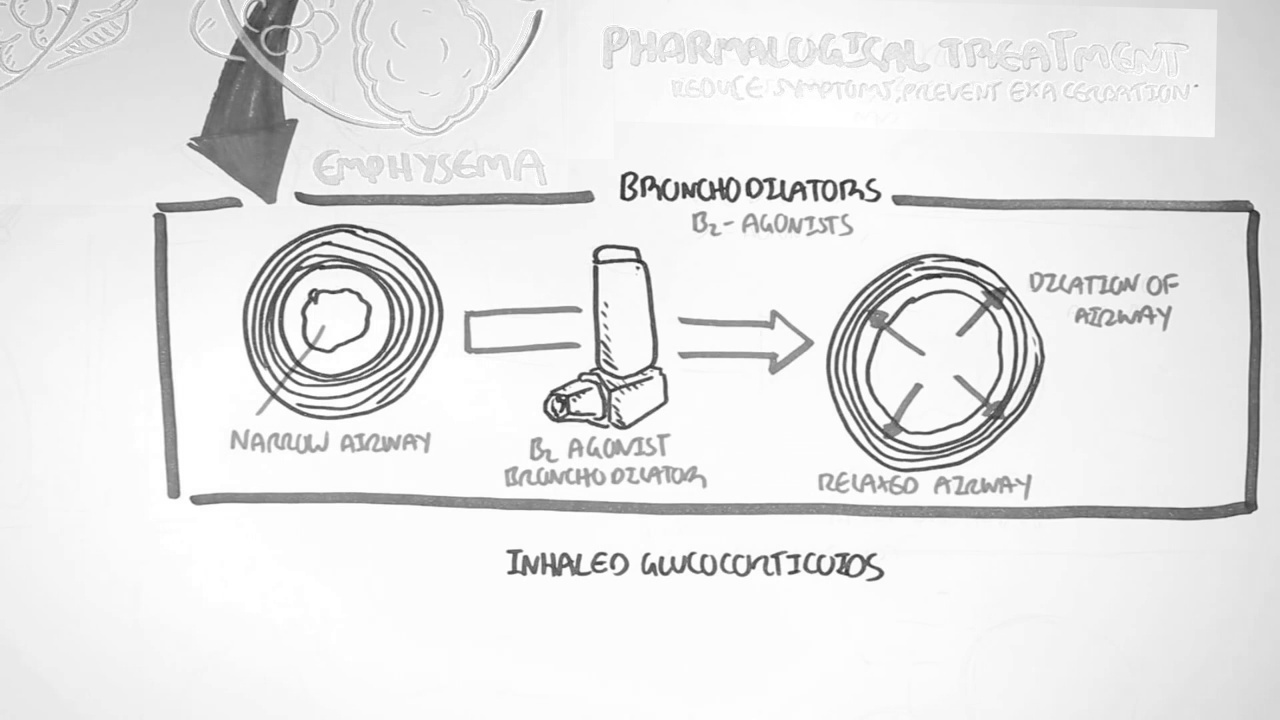 PHARMALOGICAL TREATMENT
REDUCE SYMPTOMS, PREVENT EXACERBATION
EMPHYSEMA
BRONCHODILATORS
B2-AGONISTS
DILATION OF
AIRWAY
NARROW AIRWAY
B2 AGONIST
BRONCHODILATOR
RELAXED AIRWAY
INHALED GLUCOCORTICOIDS